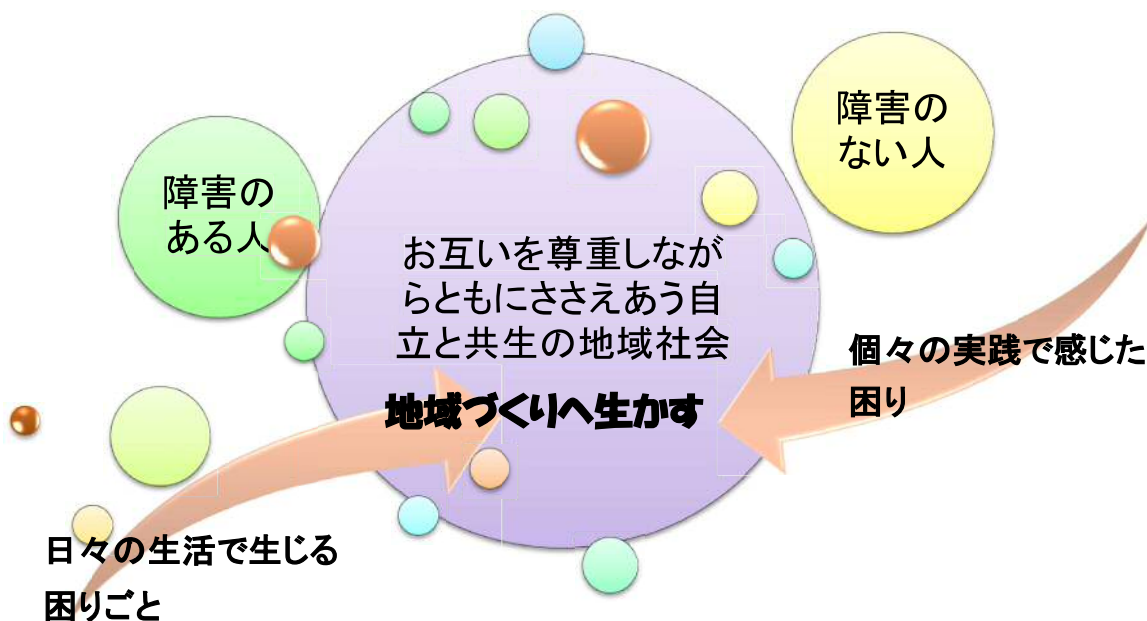 障害の
ある人
障害の
ない人
お互いを尊重しなが
らともにささえあう自
立と共生の地域社会
地域づくりへ生かす
個々の実践で感じた
困り
日々の生活で生じる
困りごと